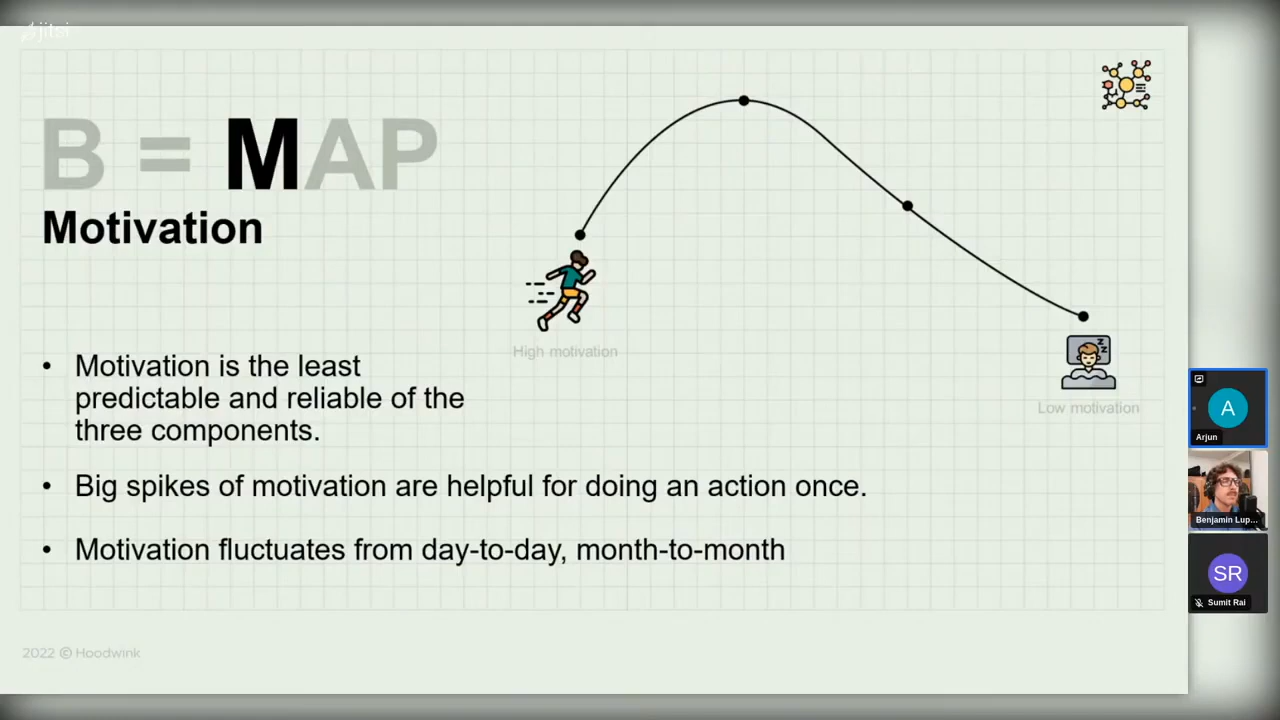 jitsi
B = MAP
Motivation
High motivation
Low motivation
• Motivation is the least
predictable and reliable of the
three components.
• Big spikes of motivation are helpful for doing an action once.
• Motivation fluctuates from day-to-day, month-to-month
2022 © Hoodwink
A
Arjun
Benjamin Lup...
SR
Sumit Rai